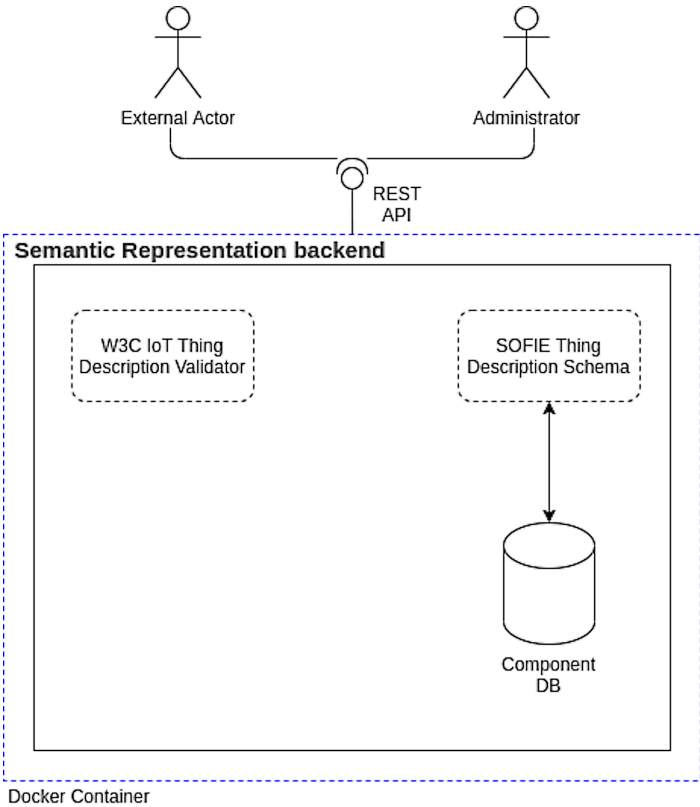 External Actor
Administrator
REST
API
Semantic Representation backend
W3C IoT Thing
Description Validator
SOFIE Thing
Description Schema
Component
DB
Docker Container